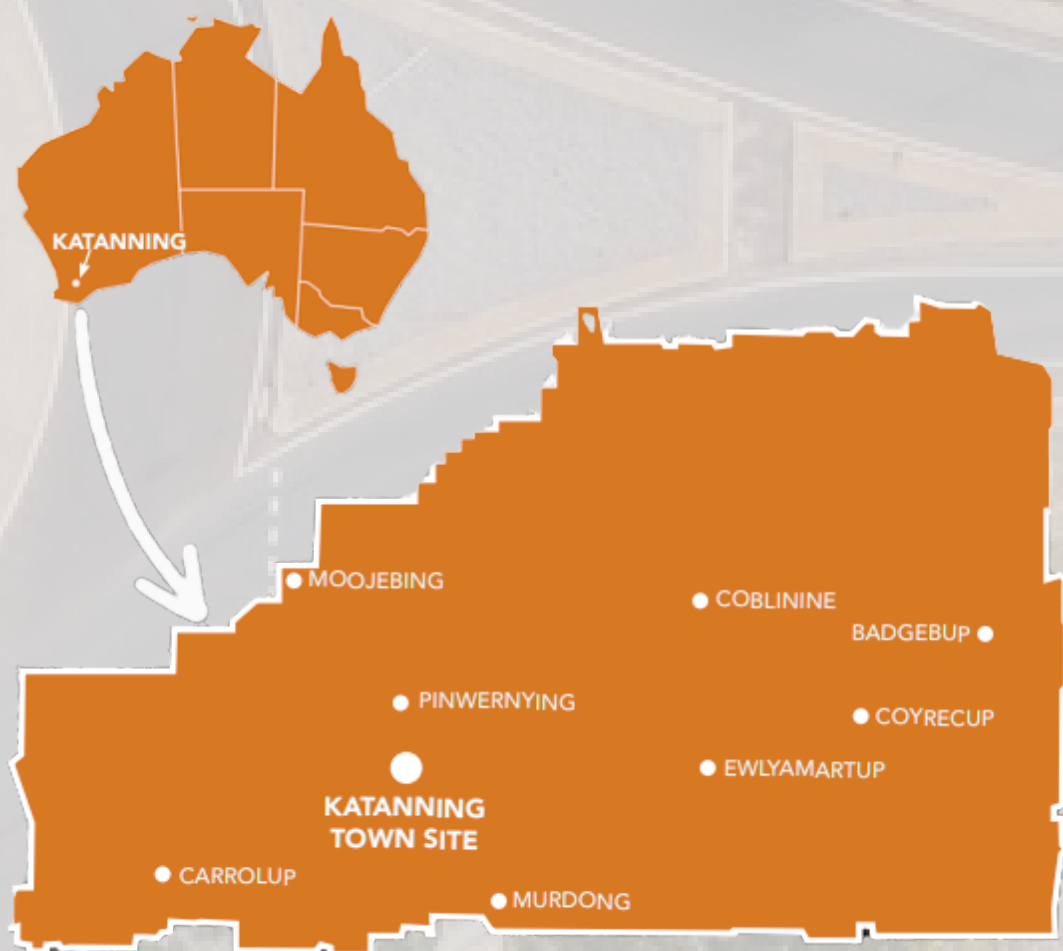 KATANNING
MOOJEBING
COBLININE
BADGEBUP
PINWERNYING
COYRECUP
EWLYAMARTUP
KATANNING
TOWN SITE
CARROLUP
MURDONG